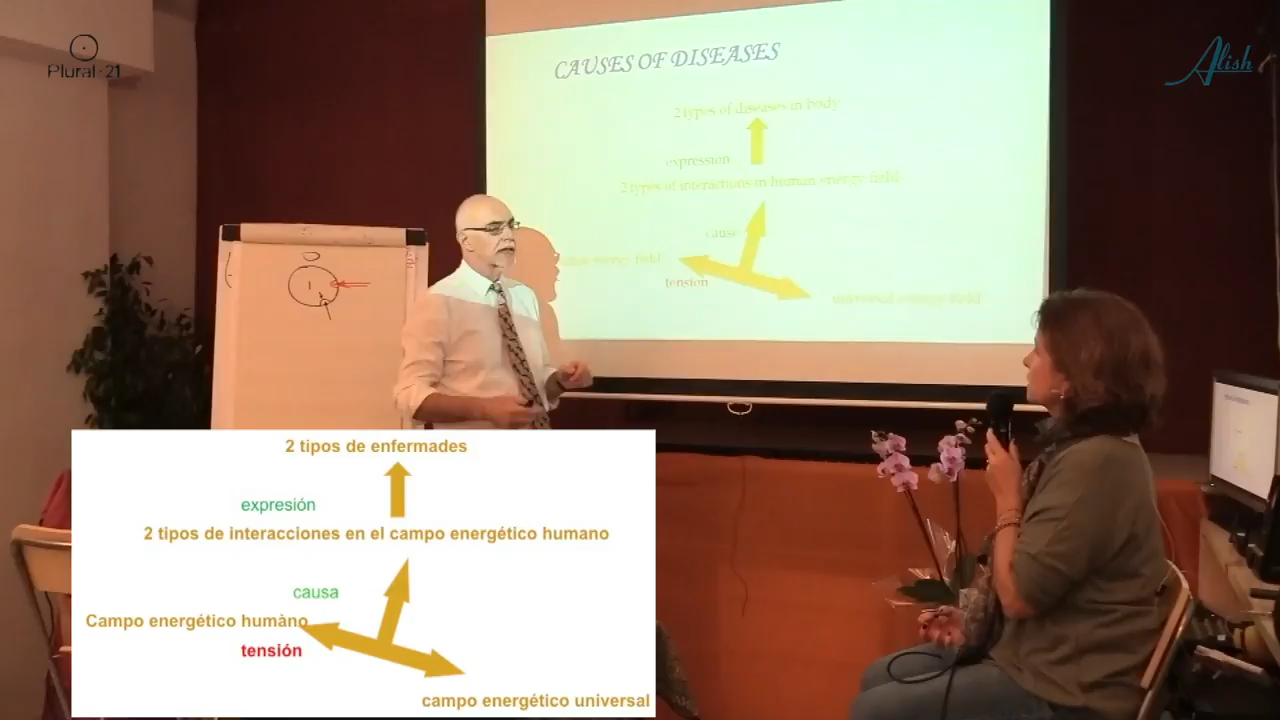 Plural-21
Alish
CAUSES OF DISEASES
2 types of diseases in body
expression
2 types of interactions in human energy field
cause
energy field
tension
universal energy field
2 tipos de enfermades
expresión
2 tipos de interacciones en el campo energético humano
causa
Campo energético humàno
tensión
campo energético universal